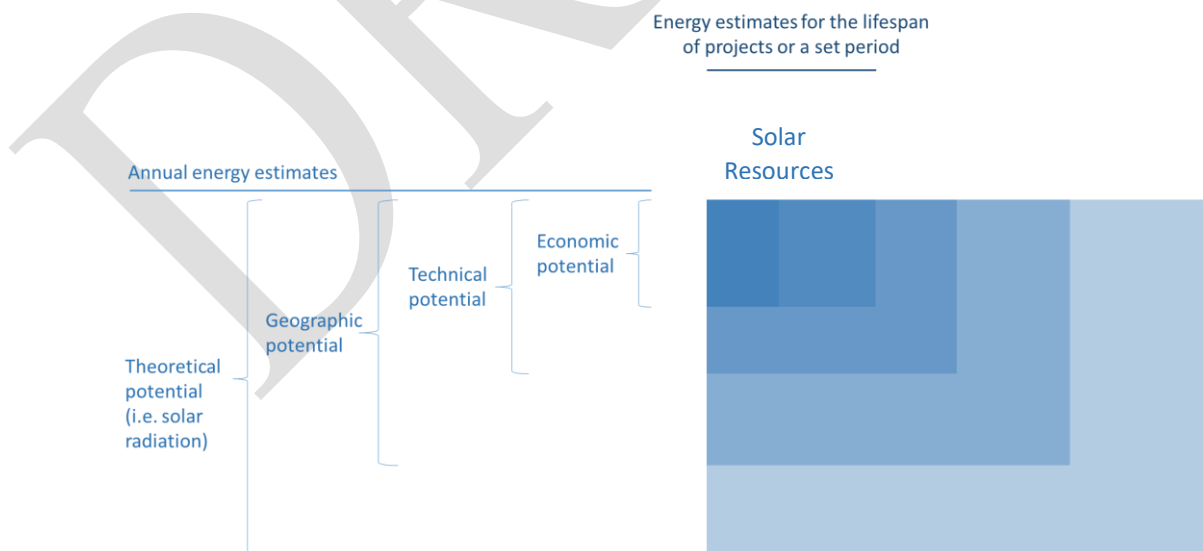 Energy estimates for the lifespan
of projects or a set period
Solar
Resources
Annual energy estimates
Economic
potential
Technical
potential
Geographic
potential
Theoretical
potential
(i.e. solar
radiation)